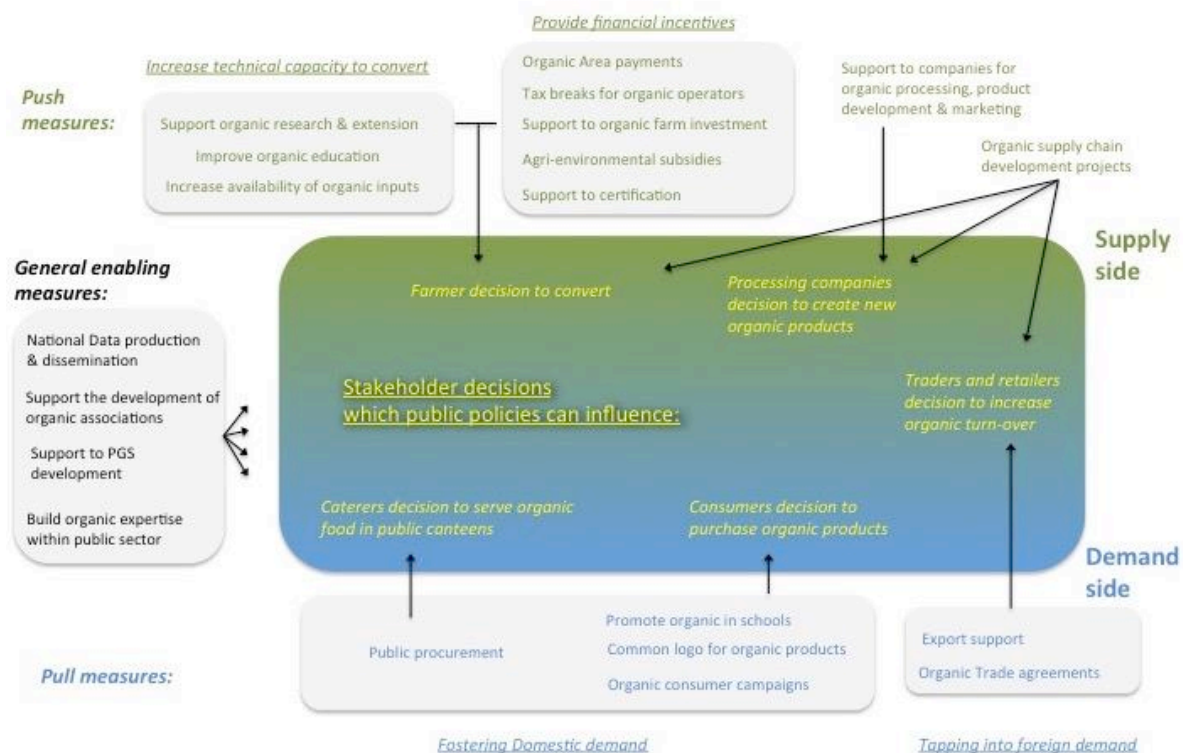 Provide financial incentives
Increase technical capacity to convert
Push
measures:
Support organic research & extension
Improve organic education
Increase availability of organic inputs
Organic Area payments
Tax breaks for organic operators
Support to organic farm investment
Agri-environmental subsidies
Support to certification
Support to companies for
organic processing, product
development & marketing
Organic supply chain
development projects
Supply
side
General enabling
measures:
National Data production
& dissemination
Support the development of
organic associations
Support to PGS
development
Build organic expertise
within public sector
Farmer decision to convert
Processing companies
decision to create new
organic products
Stakeholder decisions
which public policies can influence:
Traders and retailers
decision to increase
organic turn-over
Caterers decision to serve organic
food in public canteens
Consumers decision to
purchase organic products
Demand
side
Pull measures:
Public procurement
Promote organic in schools
Common logo for organic products
Organic consumer campaigns
Export support
Organic Trade agreements
Fostering Domestic demand
Tapping into foreign demand